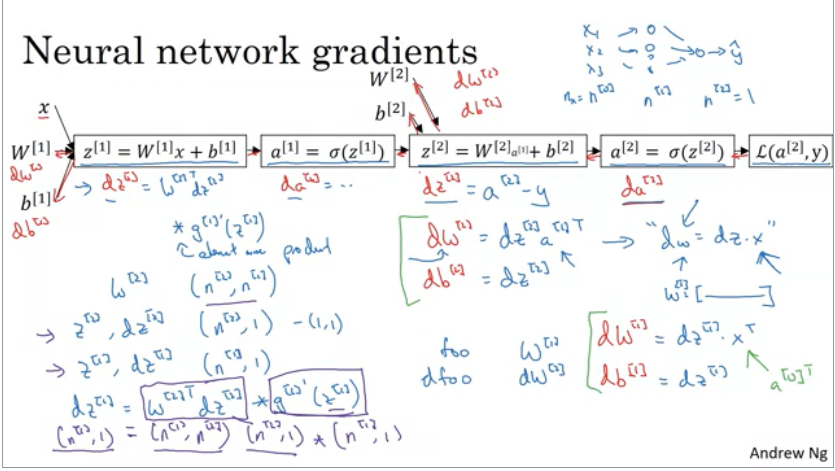 Neural network gradients
x₁
x₂
x₃
ŷ
nₓ = n^[0] n^[1] n^[2] = 1
W^[2]
dW^[2]
b^[2]
db^[2]
x
W^[1]
dW^[1]
b^[1]
db^[1]
z^[1] = W^[1]x + b^[1]
a^[1] = σ(z^[1])
z^[2] = W^[2]a^[1] + b^[2]
a^[2] = σ(z^[2])
ℒ(a^[2], y)
→ dz^[1] = W^[2]T dz^[2]
* g^[1]'(z^[1])
↑ element wise product
da^[1] = ...
dz^[2] = a^[2] - y
da^[2]
dW^[2] = dz^[2] a^[1]T → "dw = dz · x"
db^[2] = dz^[2]
W^[2] (n^[2], n^[1])
→ z^[2], dz^[2] (n^[2], 1) - (1,1)
→ z^[1], dz^[1] (n^[1], 1)
dz^[1] = W^[2]T dz^[2] * g^[1]'(z^[1])
(n^[1], 1) = (n^[1], n^[2]) (n^[2], 1) * (n^[1], 1)
foo W^[1]
dfoo dW^[1]
dW^[1] = dz^[1] · x^T
db^[1] = dz^[1]
a^[0]T
Andrew Ng